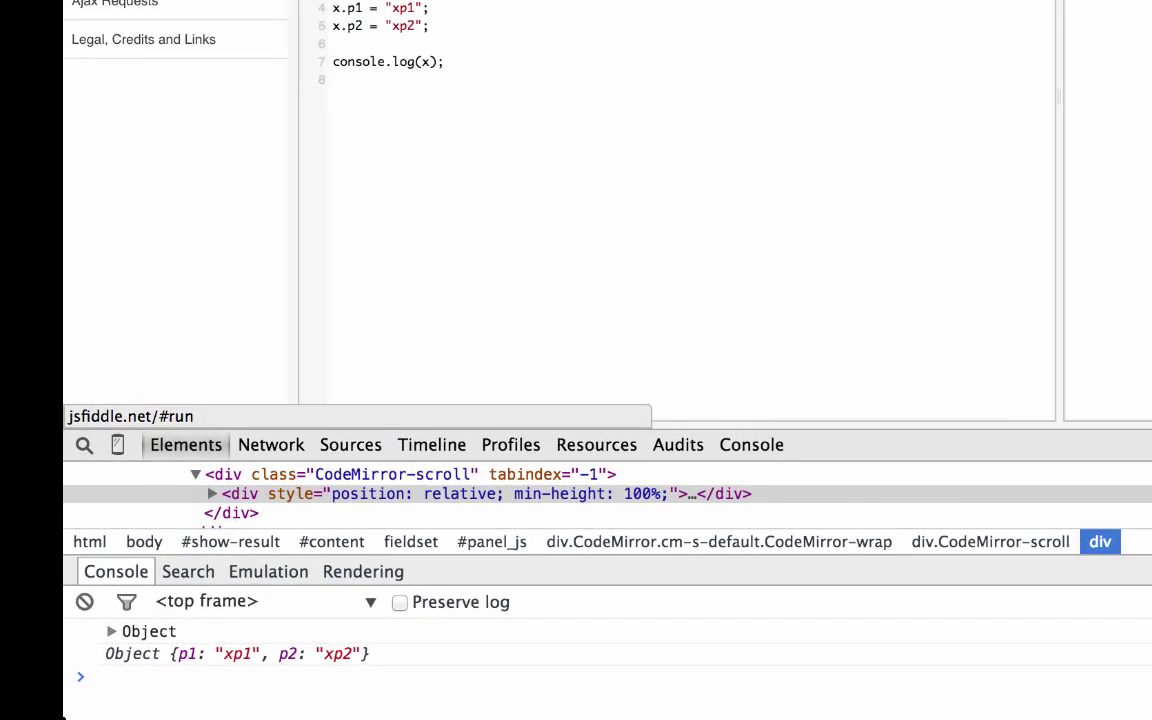 Ajax Requests
Legal, Credits and Links
4 x.p1 = "xp1";
5 x.p2 = "xp2";
6
7 console.log(x);
8
jsfiddle.net/#run
Elements Network Sources Timeline Profiles Resources Audits Console
▼<div class="CodeMirror-scroll" tabindex="-1">
▶<div style="position: relative; min-height: 100%;">…</div>
</div>
html body #show-result #content fieldset #panel_js div.CodeMirror.cm-s-default.CodeMirror-wrap div.CodeMirror-scroll div
Console Search Emulation Rendering
<top frame> ▼ Preserve log
▶ Object
Object {p1: "xp1", p2: "xp2"}
>